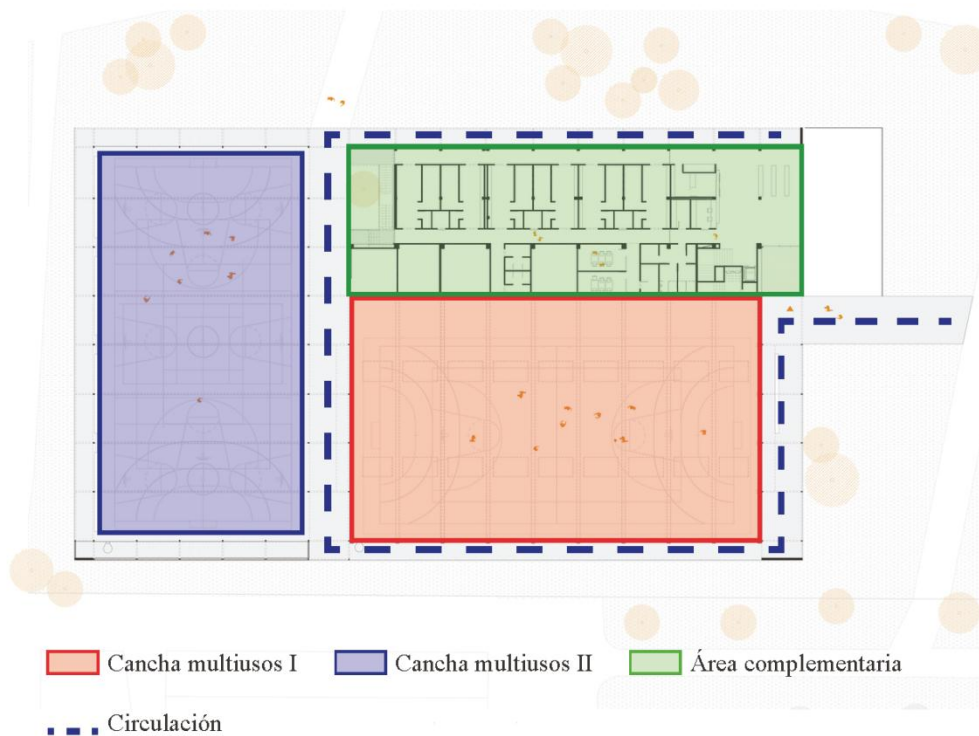 Cancha multiusos I
Cancha multiusos II
Área complementaria
Circulación